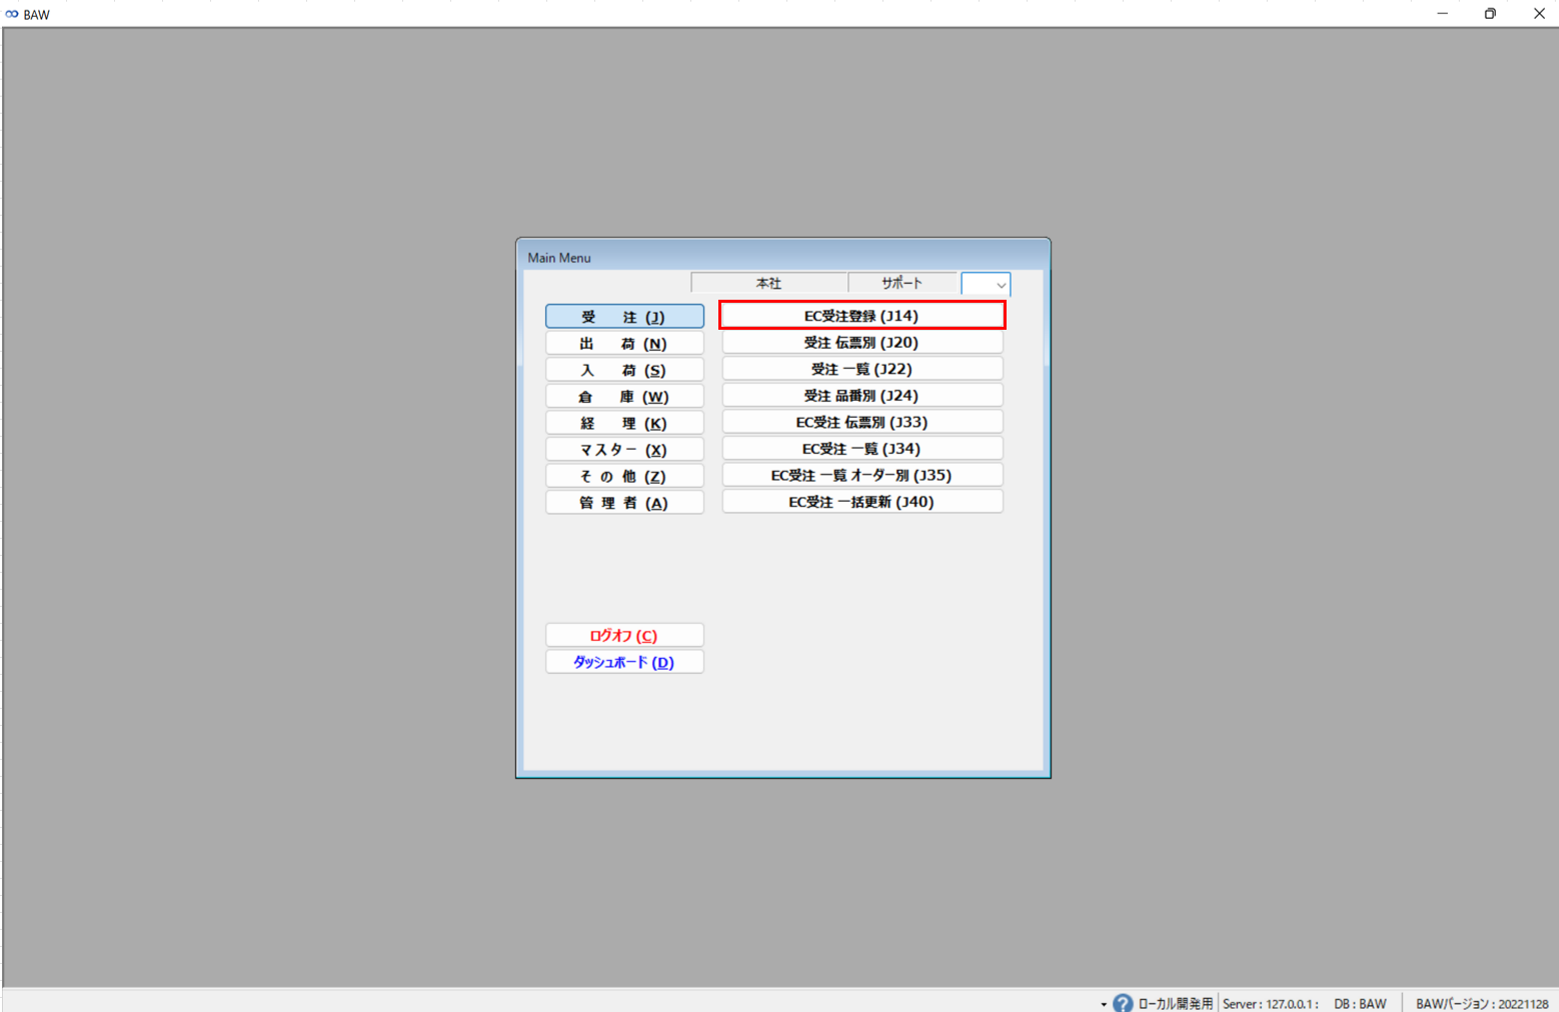 BAW
Main Menu
本社 サポート
受 注 (J) EC受注登録 (J14)
出 荷 (N) 受注 伝票別 (J20)
入 荷 (S) 受注 一覧 (J22)
倉 庫 (W) 受注 品番別 (J24)
経 理 (K) EC受注 伝票別 (J33)
マスター (X) EC受注 一覧 (J34)
そ の 他 (Z) EC受注 一覧 オーダー別 (J35)
管 理 者 (A) EC受注 一括更新 (J40)
ログオフ (C)
ダッシュボード (D)
ローカル開発用 Server : 127.0.0.1 : DB : BAW BAWバージョン : 20221128